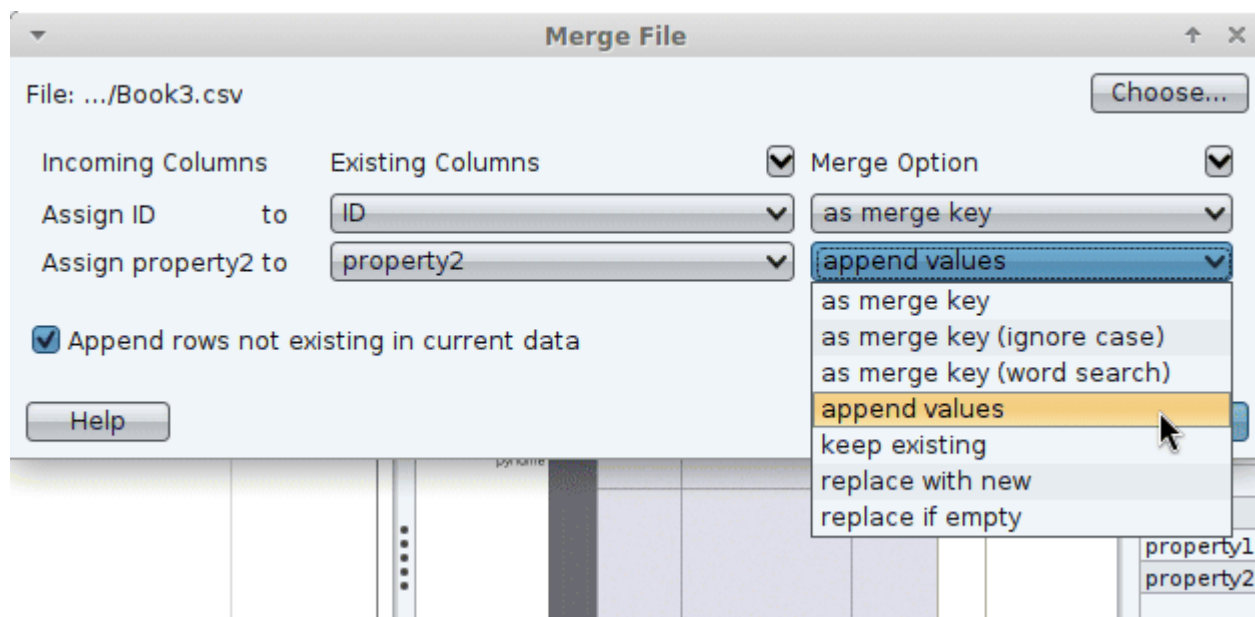 Merge File
File: .../Book3.csv
Choose...
Incoming Columns Existing Columns Merge Option
Assign ID to ID as merge key
Assign property2 to property2 append values
as merge key
as merge key (ignore case)
Append rows not existing in current data
as merge key (word search)
append values
Help
keep existing
replace with new
replace if empty
property1
property2